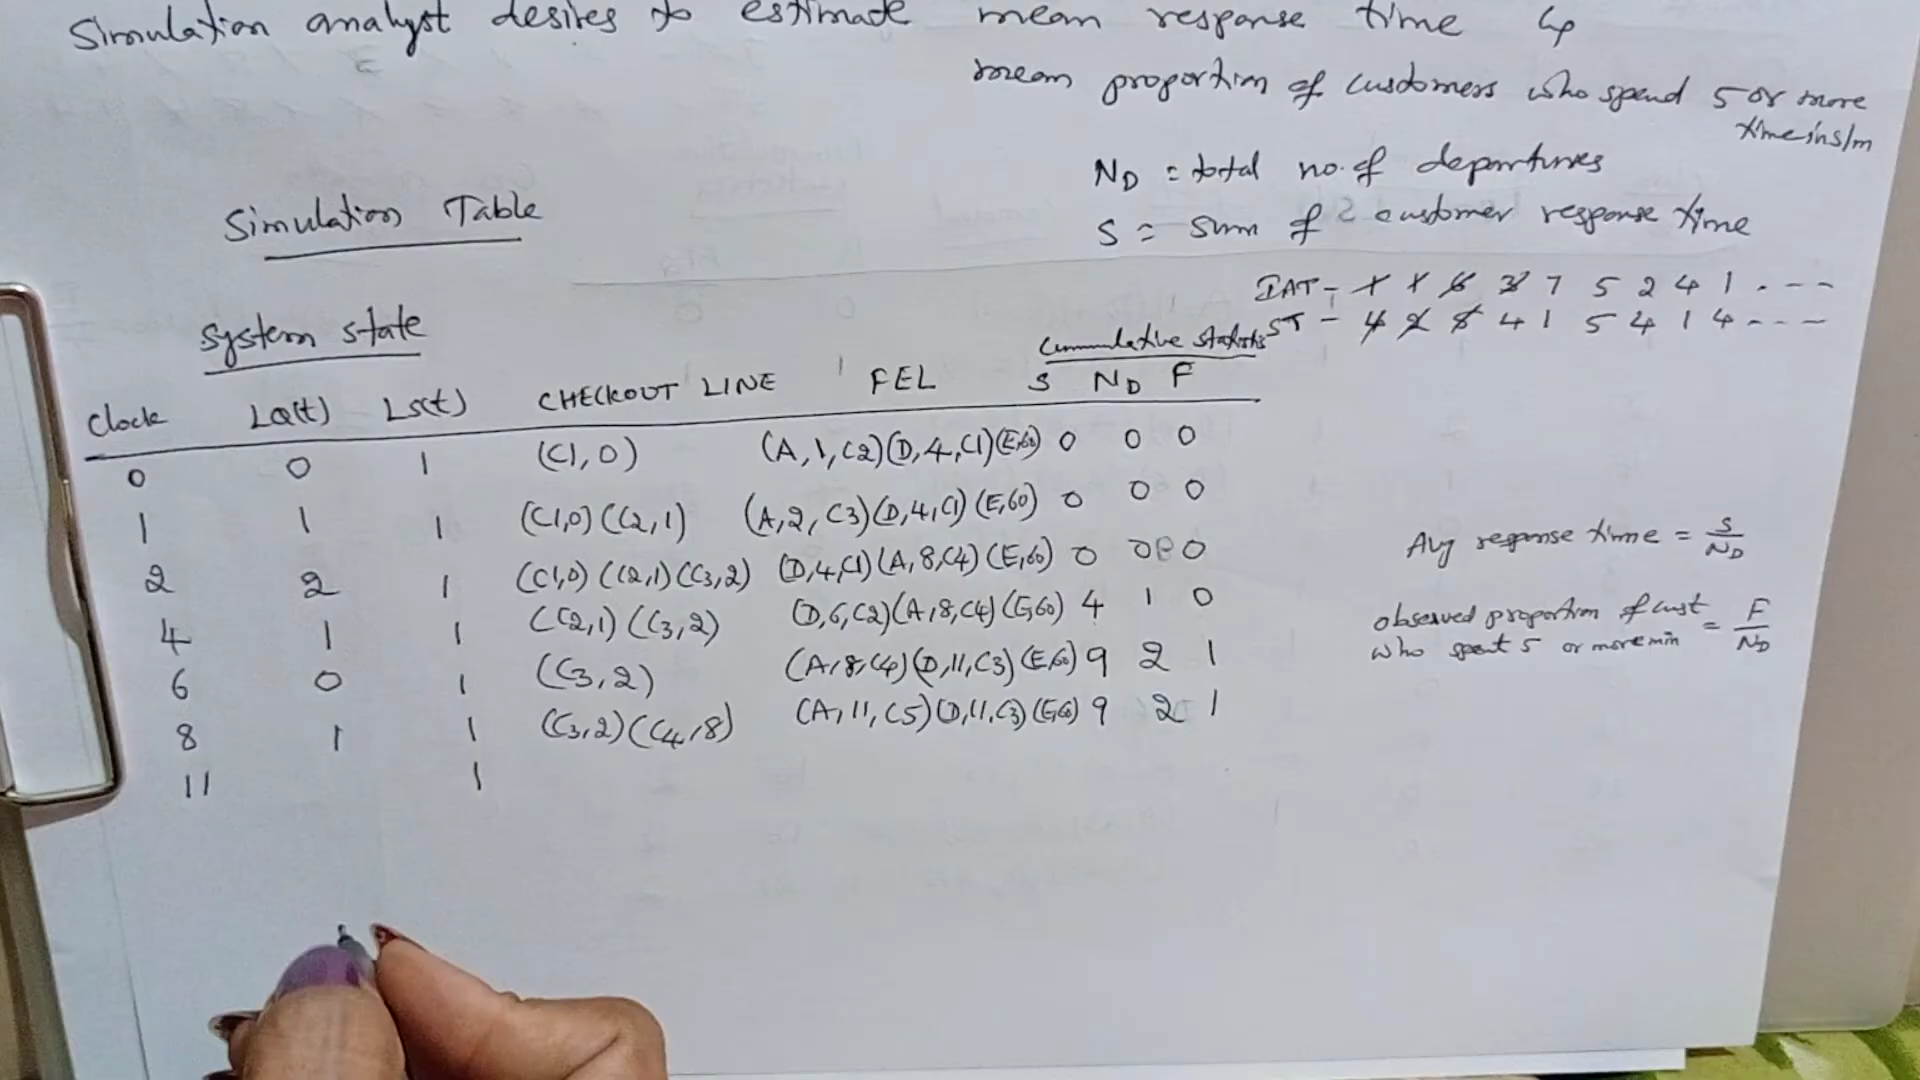 Simulation analyst desires to estimate mean response time &
mean proportion of customers who spend 5 or more
time in s/m
ND = total no. of departures
S = Sum of customer response time
Simulation Table
IAT - 1 1 6 3 7 5 2 4 1 . - - -
ST - 4 2 5 4 1 5 4 1 4 - - - -
System state
Cummulative Statistics
Clock LQ(t) LS(t) CHECKOUT LINE FEL S ND F
0 0 1 (C1,0) (A,1,C2)(D,4,C1)(E,60) 0 0 0
1 1 1 (C1,0)(C2,1) (A,2,C3)(D,4,C1)(E,60) 0 0 0
2 2 1 (C1,0)(C2,1)(C3,2) (D,4,C1)(A,8,C4)(E,60) 0 0 0
4 1 1 (C2,1)(C3,2) (D,6,C2)(A,8,C4)(E,60) 4 1 0
6 0 1 (C3,2) (A,8,C4)(D,11,C3)(E,60) 9 2 1
8 1 1 (C3,2)(C4,8) (A,11,C5)(D,11,C3)(E,60) 9 2 1
11 1
Avg response time = S/ND
observed proportion of cust
who spent 5 or more min = F/ND